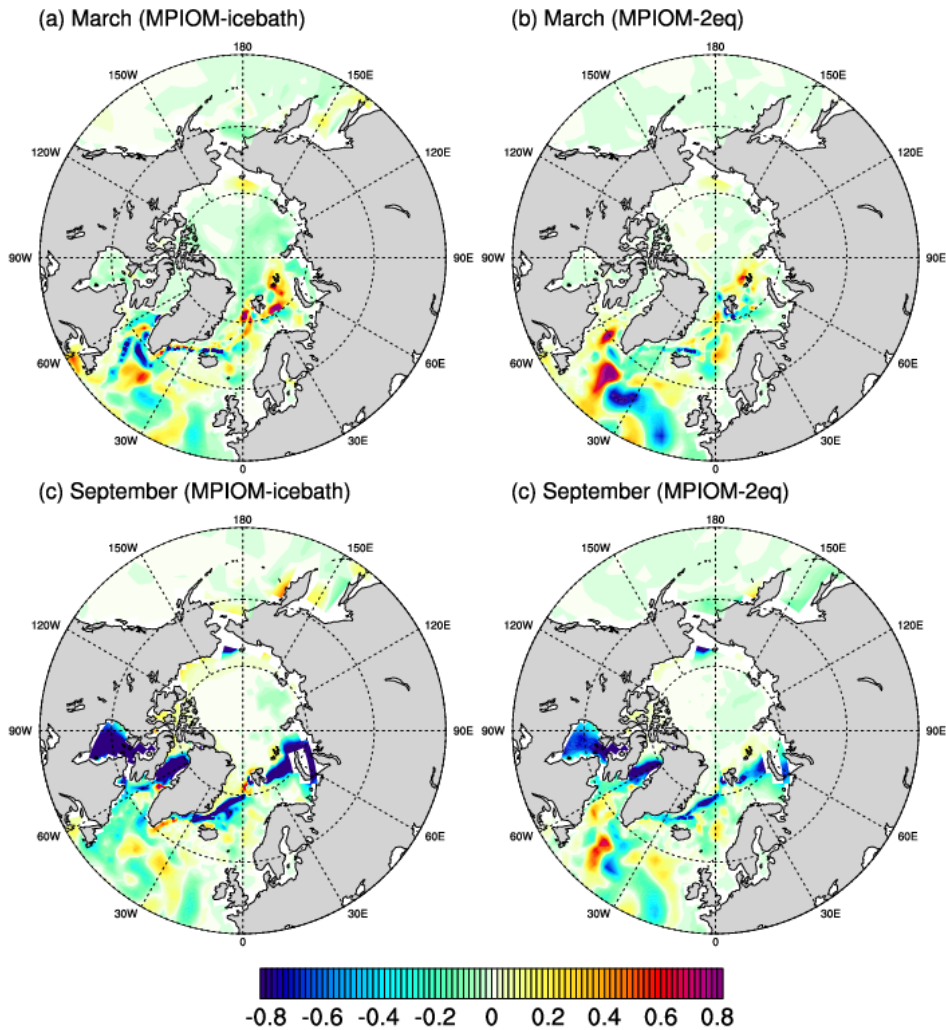 (a) March (MPIOM-icebath) (b) March (MPIOM-2eq)
180 180
150W 150E 150W 150E
120W 120E 120W 120E
90W 90E 90W 90E
60W 60E 60W 60E
30W 30E 30W 30E
0 0
(c) September (MPIOM-icebath) (c) September (MPIOM-2eq)
180 180
150W 150E 150W 150E
120W 120E 120W 120E
90W 90E 90W 90E
60W 60E 60W 60E
30W 30E 30W 30E
0 0
-0.8 -0.6 -0.4 -0.2 0 0.2 0.4 0.6 0.8